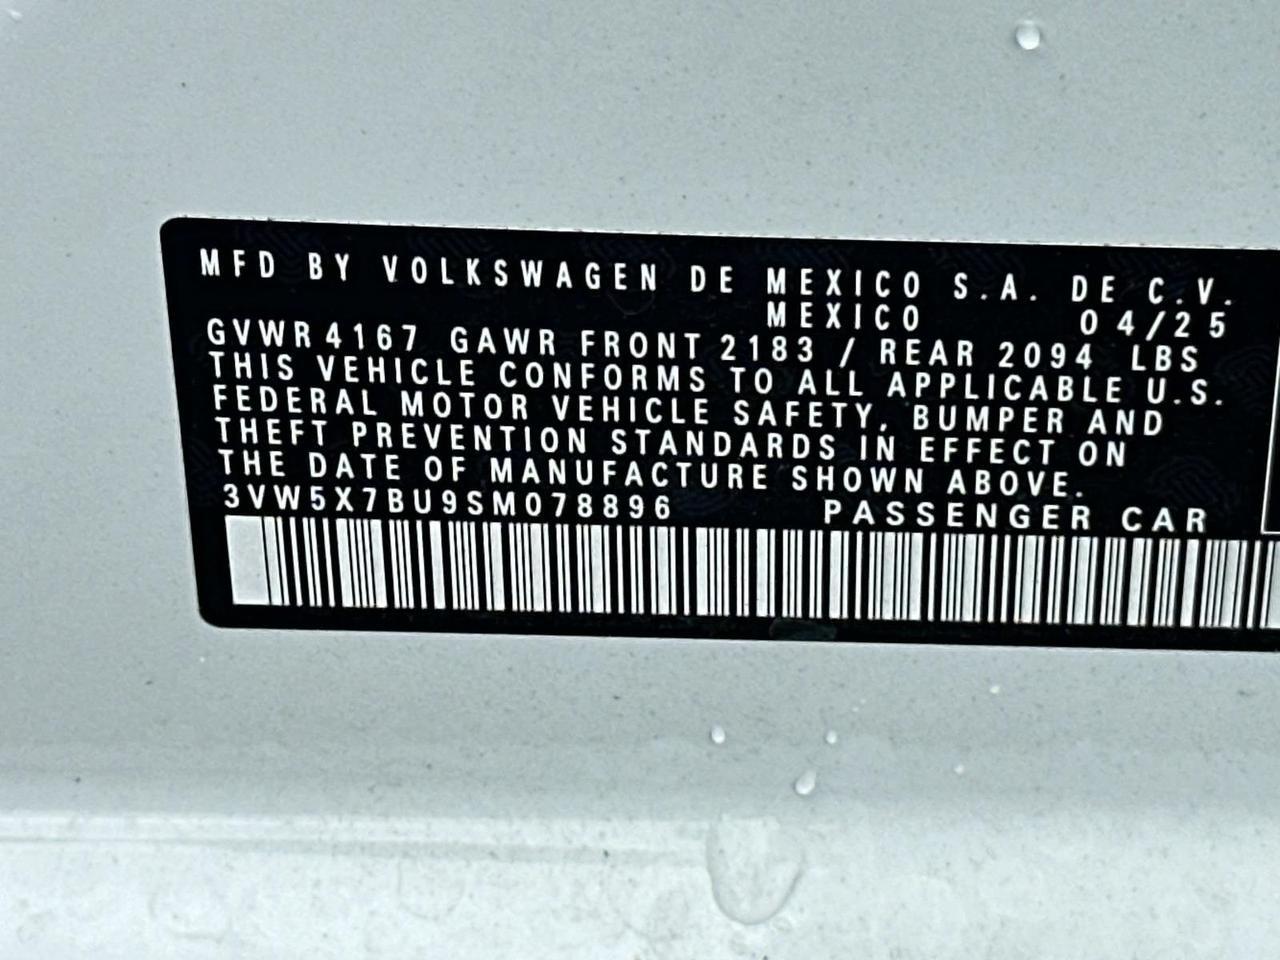 MFD BY VOLKSWAGEN DE MEXICO S.A. DE C.V.
MEXICO 04/25
GVWR 4167 GAWR FRONT 2183 / REAR 2094 LBS
THIS VEHICLE CONFORMS TO ALL APPLICABLE U.S.
FEDERAL MOTOR VEHICLE SAFETY, BUMPER AND
THEFT PREVENTION STANDARDS IN EFFECT ON
THE DATE OF MANUFACTURE SHOWN ABOVE.
3VW5X7BU9SM078896 PASSENGER CAR